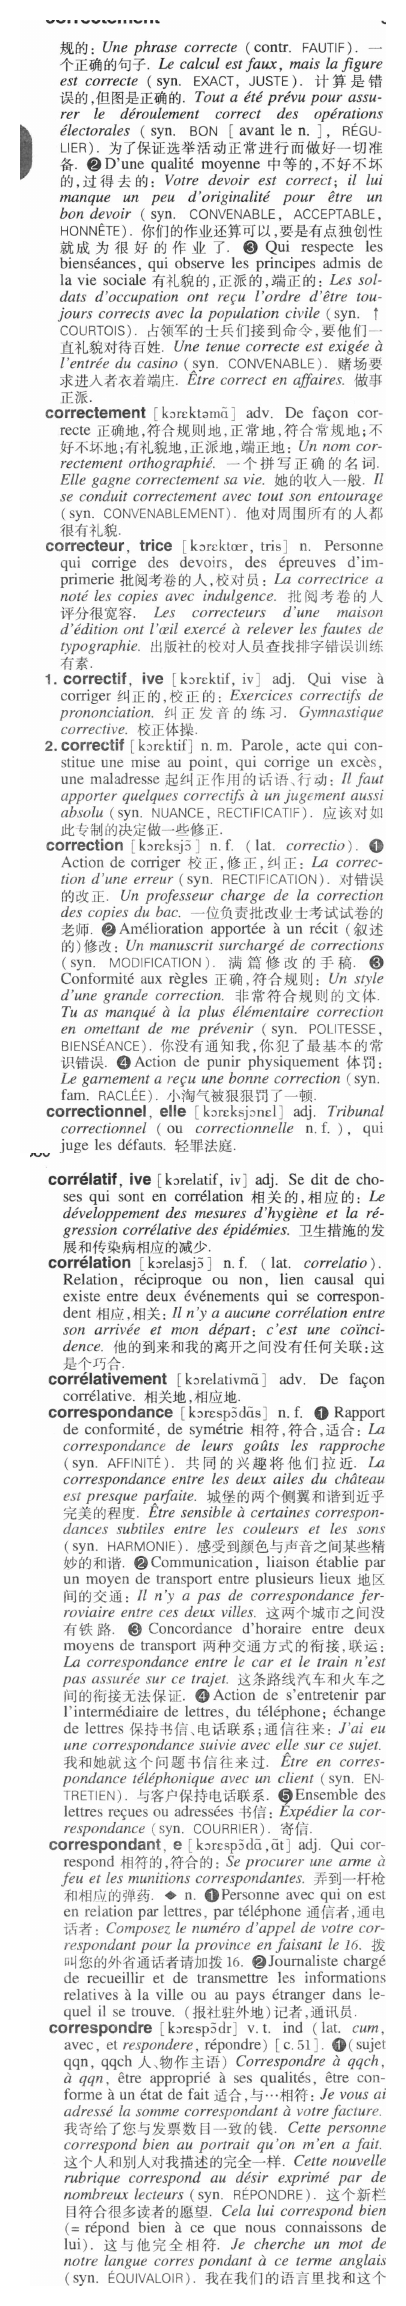 规的: Une phrase correcte (contr. FAUTIF). 一
个正确的句子. Le calcul est faux, mais la figure
est correcte (syn. EXACT, JUSTE). 计算是错
误的,但图是正确的. Tout a été prévu pour assu-
rer le déroulement correct des opérations
électorales (syn. BON [avant le n.], RÉGU-
LIER). 为了保证选举活动正常进行而做好一切准
备. ❷D'une qualité moyenne 中等的,不好不坏
的,过得去的: Votre devoir est correct; il lui
manque un peu d'originalité pour être un
bon devoir (syn. CONVENABLE, ACCEPTABLE,
HONNÊTE). 你们的作业还算可以,要是有点独创性
就成为很好的作业了. ❸ Qui respecte les
bienséances, qui observe les principes admis de
la vie sociale 有礼貌的,正派的,端正的: Les sol-
dats d'occupation ont reçu l'ordre d'être tou-
jours corrects avec la population civile (syn. ↑
COURTOIS). 占领军的士兵们接到命令,要他们一
直礼貌对待百姓. Une tenue correcte est exigée à
l'entrée du casino (syn. CONVENABLE). 赌场要
求进入者衣着端庄. Être correct en affaires. 做事
正派.
correctement [kɔrɛktəmɑ̃] adv. De façon cor-
recte 正确地,符合规则地,正常地,符合常规地;不
好不坏地;有礼貌地,正派地,端正地: Un nom cor-
rectement orthographié. 一个拼写正确的名词.
Elle gagne correctement sa vie. 她的收入一般. Il
se conduit correctement avec tout son entourage
(syn. CONVENABLEMENT). 他对周围所有的人都
很有礼貌.
correcteur, trice [kɔrɛktœr, tris] n. Personne
qui corrige des devoirs, des épreuves d'im-
primerie 批阅考卷的人,校对员: La correctrice a
noté les copies avec indulgence. 批阅考卷的人
评分很宽容. Les correcteurs d'une maison
d'édition ont l'œil exercé à relever les fautes de
typographie. 出版社的校对人员查找排字错误训练
有素.
1. correctif, ive [kɔrɛktif, iv] adj. Qui vise à
corriger 纠正的,校正的: Exercices correctifs de
prononciation. 纠正发音的练习. Gymnastique
corrective. 校正体操.
2. correctif [kɔrɛktif] n. m. Parole, acte qui con-
stitue une mise au point, qui corrige un excès,
une maladresse 起纠正作用的话语、行动: Il faut
apporter quelques correctifs à un jugement aussi
absolu (syn. NUANCE, RECTIFICATIF). 应该对如
此专制的决定做一些修正.
correction [kɔrɛksjɔ̃] n. f. (lat. correctio). ❶
Action de corriger 校正,修正,纠正: La correc-
tion d'une erreur (syn. RECTIFICATION). 对错误
的改正. Un professeur charge de la correction
des copies du bac. 一位负责批改业士考试试卷的
老师. ❷ Amélioration apportée à un récit (叙述
的)修改: Un manuscrit surchargé de corrections
(syn. MODIFICATION). 满篇修改的手稿. ❸
Conformité aux règles 正确,符合规则: Un style
d'une grande correction. 非常符合规则的文体.
Tu as manqué à la plus élémentaire correction
en omettant de me prévenir (syn. POLITESSE,
BIENSÉANCE). 你没有通知我,你犯了最基本的常
识错误. ❹ Action de punir physiquement 体罚:
Le garnement a reçu une bonne correction (syn.
fam. RACLÉE). 小淘气被狠狠罚了一顿.
correctionnel, elle [kɔrɛksjɔnɛl] adj. Tribunal
correctionnel (ou correctionnelle n. f.), qui
juge les défauts. 轻罪法庭.
corrélatif, ive [kɔrelatif, iv] adj. Se dit de cho-
ses qui sont en corrélation 相关的,相应的: Le
développement des mesures d'hygiène et la ré-
gression corrélative des épidémies. 卫生措施的发
展和传染病相应的减少.
corrélation [kɔrelasjɔ̃] n. f. (lat. correlatio).
Relation, réciproque ou non, lien causal qui
existe entre deux événements qui se correspon-
dent 相应,相关: Il n'y a aucune corrélation entre
son arrivée et mon départ; c'est une coïnci-
dence. 他的到来和我的离开之间没有任何关联:这
是个巧合.
corrélativement [kɔrelativmɑ̃] adv. De façon
corrélative. 相关地,相应地.
correspondance [kɔrɛspɔ̃dɑ̃s] n. f. ❶ Rapport
de conformité, de symétrie 相符,符合,适合: La
correspondance de leurs goûts les rapproche
(syn. AFFINITÉ). 共同的兴趣将他们拉近. La
correspondance entre les deux ailes du château
est presque parfaite. 城堡的两个侧翼和谐到近乎
完美的程度. Être sensible à certaines correspon-
dances subtiles entre les couleurs et les sons
(syn. HARMONIE). 感受到颜色与声音之间某些精
妙的和谐. ❷ Communication, liaison établie par
un moyen de transport entre plusieurs lieux 地区
间的交通: Il n'y a pas de correspondance fer-
roviaire entre ces deux villes. 这两个城市之间没
有铁路. ❸ Concordance d'horaire entre deux
moyens de transport 两种交通方式的衔接,联运:
La correspondance entre le car et le train n'est
pas assurée sur ce trajet. 这条路线汽车和火车之
间的衔接无法保证. ❹ Action de s'entretenir par
l'intermédiaire de lettres, du téléphone; échange
de lettres 保持书信、电话联系;通信往来: J'ai eu
une correspondance suivie avec elle sur ce sujet.
我和她就这个问题书信往来过. Être en corres-
pondance téléphonique avec un client (syn. EN-
TRETIEN). 与客户保持电话联系. ❺Ensemble des
lettres reçues ou adressées 书信: Expédier la cor-
respondance (syn. COURRIER). 寄信.
correspondant, e [kɔrɛspɔ̃dɑ̃, ɑ̃t] adj. Qui cor-
respond 相符的,符合的: Se procurer une arme à
feu et les munitions correspondantes. 弄到一杆枪
和相应的弹药. ◆ n. ❶Personne avec qui on est
en relation par lettres, par téléphone 通信者,通电
话者: Composez le numéro d'appel de votre cor-
respondant pour la province en faisant le 16. 拨
叫您的外省通话者请加拨 16. ❷Journaliste chargé
de recueillir et de transmettre les informations
relatives à la ville ou au pays étranger dans le-
quel il se trouve. (报社驻外地)记者,通讯员.
correspondre [kɔrɛspɔ̃dr] v. t. ind (lat. cum,
avec, et respondere, répondre) [c. 51]. ❶(sujet
qqn, qqch 人、物作主语) Correspondre à qqch,
à qqn, être approprié à ses qualités, être con-
forme à un état de fait 适合,与…相符: Je vous ai
adressé la somme correspondant à votre facture.
我寄给了您与发票数目一致的钱. Cette personne
correspond bien au portrait qu'on m'en a fait.
这个人和别人对我描述的完全一样. Cette nouvelle
rubrique correspond au désir exprimé par de
nombreux lecteurs (syn. RÉPONDRE). 这个新栏
目符合很多读者的愿望. Cela lui correspond bien
(= répond bien à ce que nous connaissons de
lui). 这与他完全相符. Je cherche un mot de
notre langue corres pondant à ce terme anglais
(syn. ÉQUIVALOIR). 我在我们的语言里找和这个